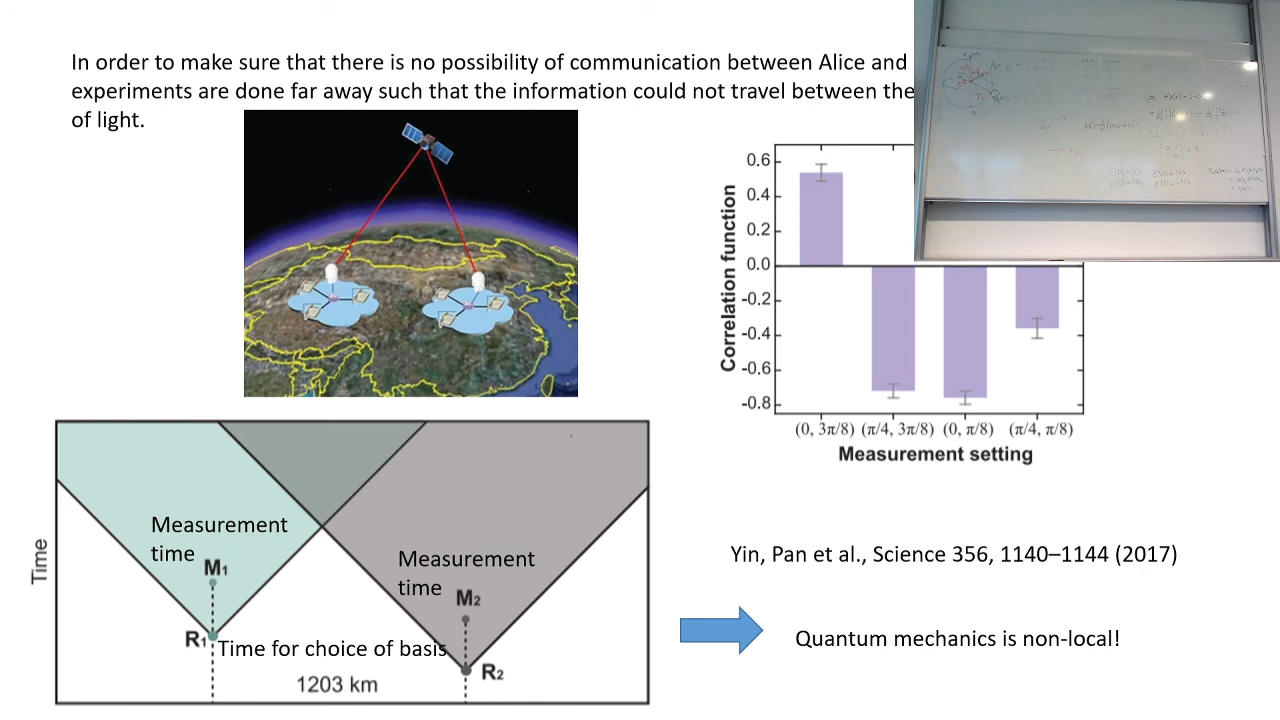 In order to make sure that there is no possibility of communication between Alice and
experiments are done far away such that the information could not travel between the
of light.
0.6
0.4
0.2
0.0
-0.2
-0.4
-0.6
-0.8
Correlation function
(0, 3π/8) (π/4, 3π/8) (0, π/8) (π/4, π/8)
Measurement setting
Time
Measurement
time
M₁
R₁
Time for choice of basis
Measurement
time
M₂
R₂
1203 km
Yin, Pan et al., Science 356, 1140–1144 (2017)
Quantum mechanics is non-local!